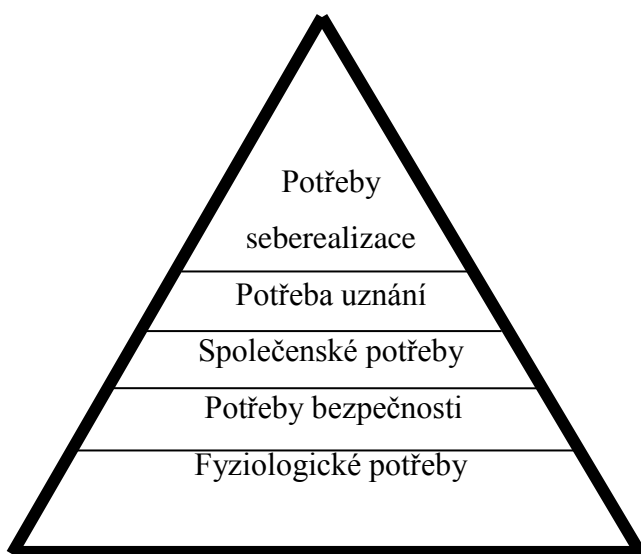 Potřeby
seberealizace
Potřeba uznání
Společenské potřeby
Potřeby bezpečnosti
Fyziologické potřeby